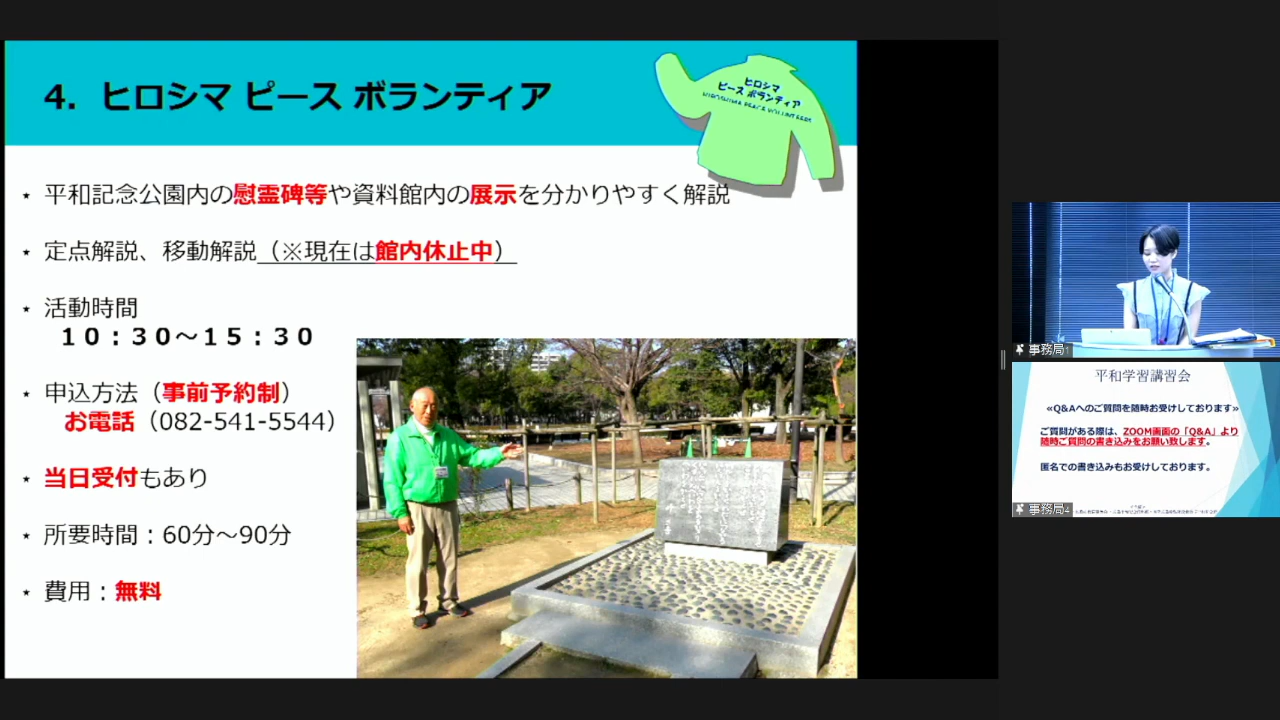 4．ヒロシマ ピース ボランティア
ヒロシマ
ピース ボランティア
HIROSHIMA PEACE VOLUNTEERS
平和記念公園内の慰霊碑等や資料館内の展示を分かりやすく解説
定点解説、移動解説（※現在は館内休止中）
活動時間
１０：３０～１５：３０
申込方法（事前予約制）
お電話（082-541-5544）
当日受付もあり
所要時間：60分～90分
費用：無料
事務局1
平和学習講習会
≪Q&Aへのご質問を随時お受けしております≫
ご質問がある際は、ZOOM画面の「Q&A」より
随時ご質問の書き込みをお願い致します。
匿名での書き込みもお受けしております。
事務局4